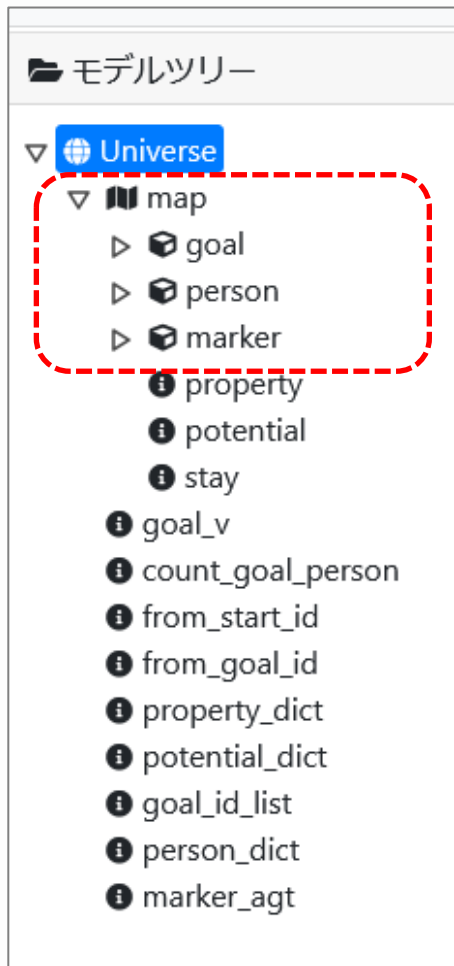 モデルツリー
Universe
map
goal
person
marker
property
potential
stay
goal_v
count_goal_person
from_start_id
from_goal_id
property_dict
potential_dict
goal_id_list
person_dict
marker_agt